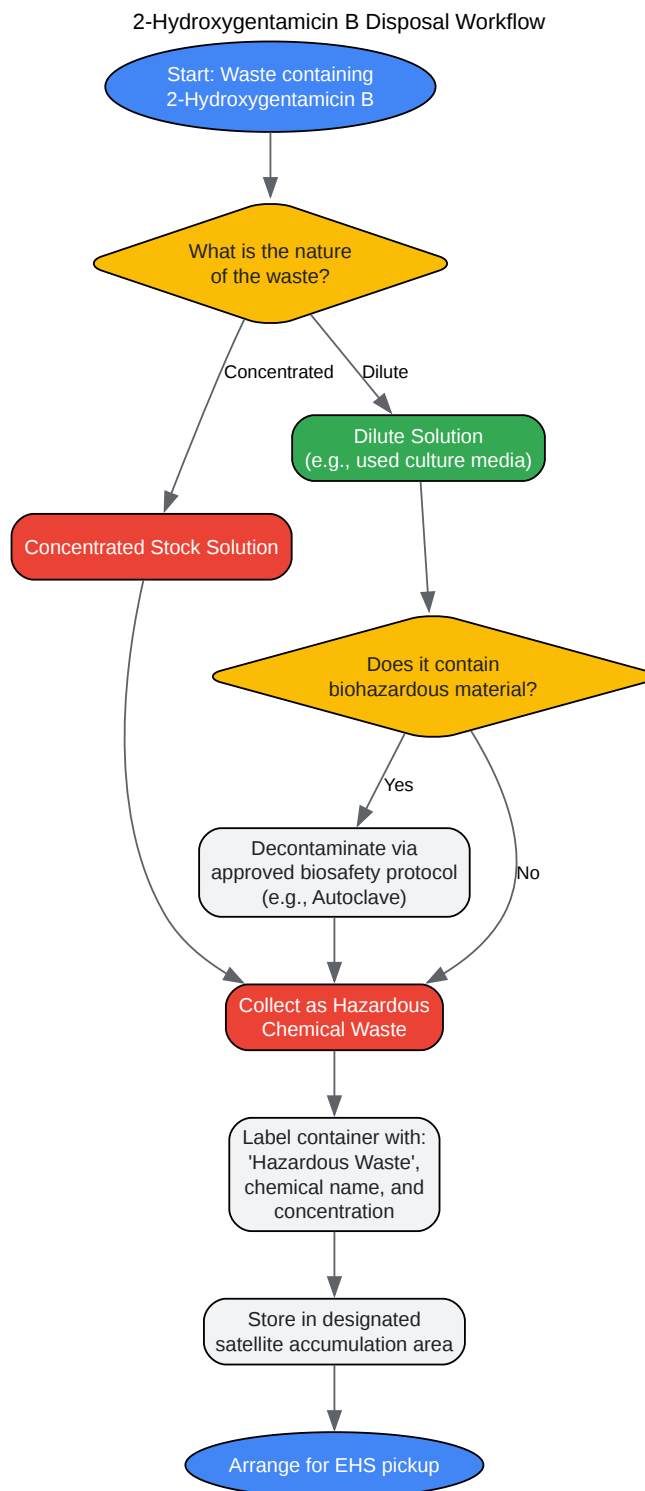 2-Hydroxygentamicin B Disposal Workflow
Start: Waste containing
2-Hydroxygentamicin B
What is the nature
of the waste?
Concentrated
Dilute
Dilute Solution
(e.g., used culture media)
Concentrated Stock Solution
Does it contain
biohazardous material?
Yes
Decontaminate via
approved biosafety protocol
(e.g., Autoclave)
No
Collect as Hazardous
Chemical Waste
Label container with:
'Hazardous Waste',
chemical name, and
concentration
Store in designated
satellite accumulation area
Arrange for EHS pickup